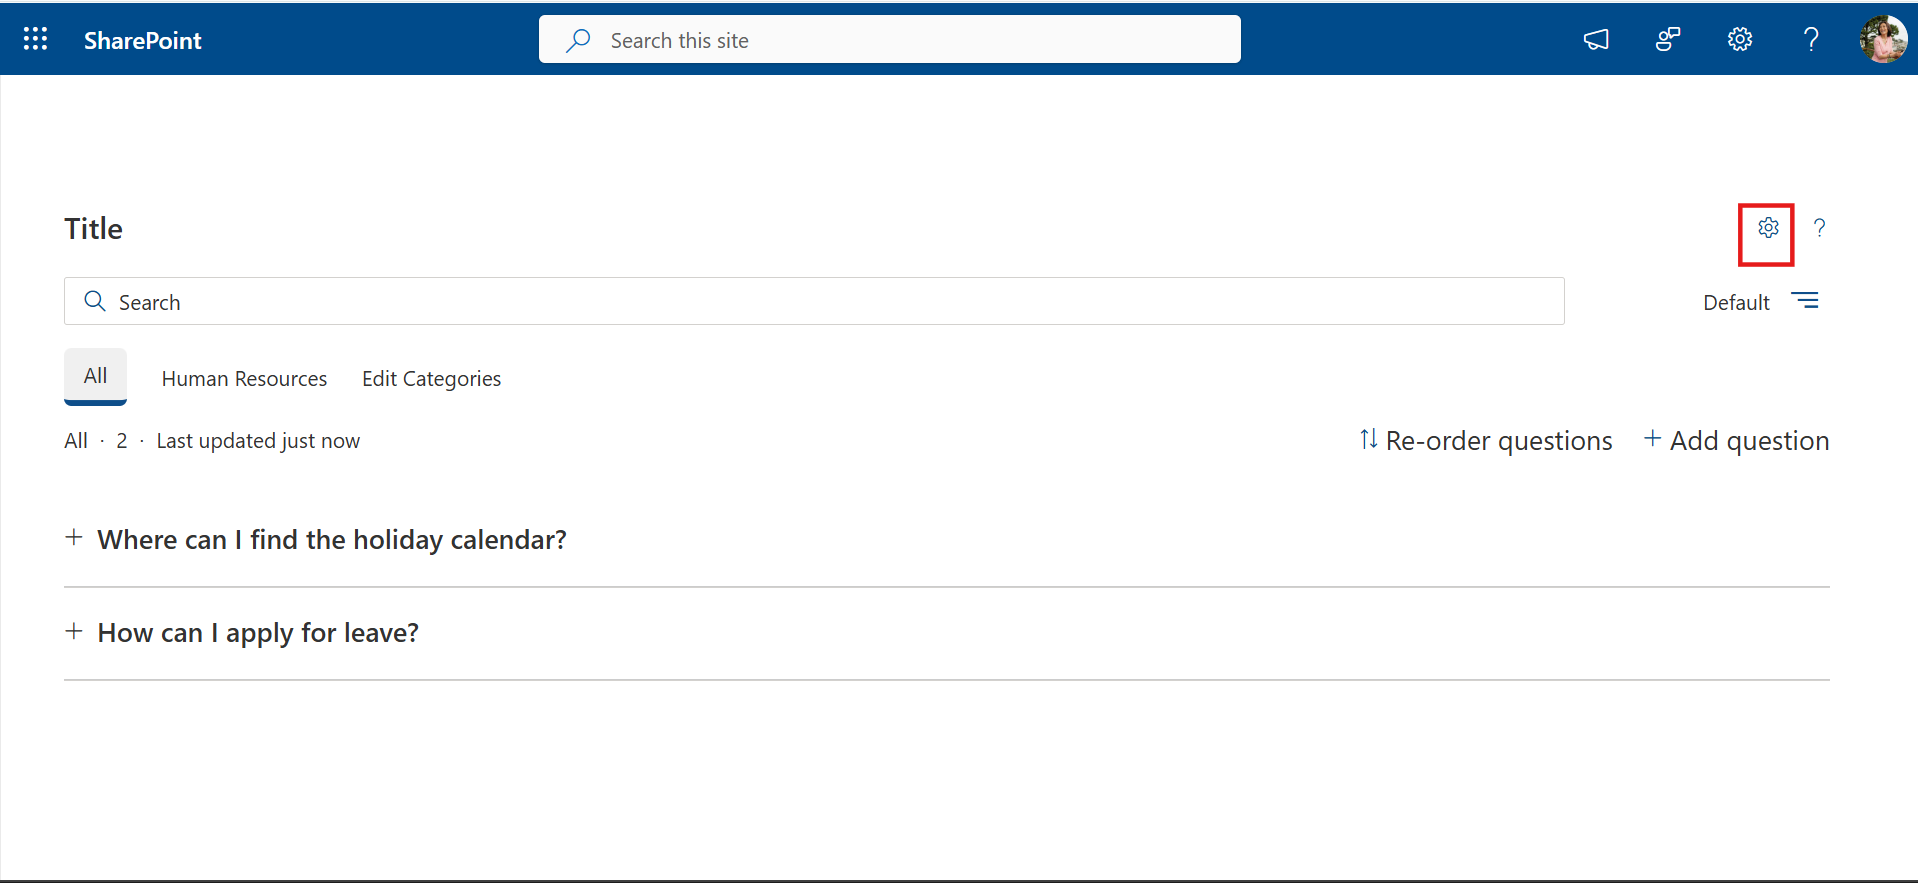 SharePoint
Search this site
Title
Search
Default
All
Human Resources
Edit Categories
All · 2 · Last updated just now
Re-order questions
+ Add question
+ Where can I find the holiday calendar?
+ How can I apply for leave?